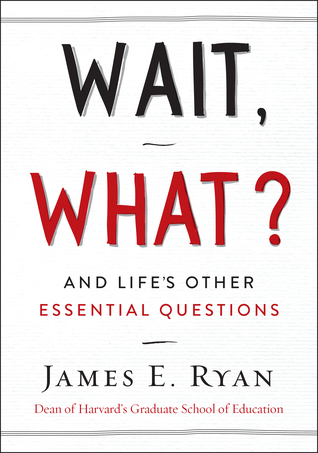 WAIT,
WHAT?
AND LIFE'S OTHER
ESSENTIAL QUESTIONS
JAMES E. RYAN
Dean of Harvard's Graduate School of Education